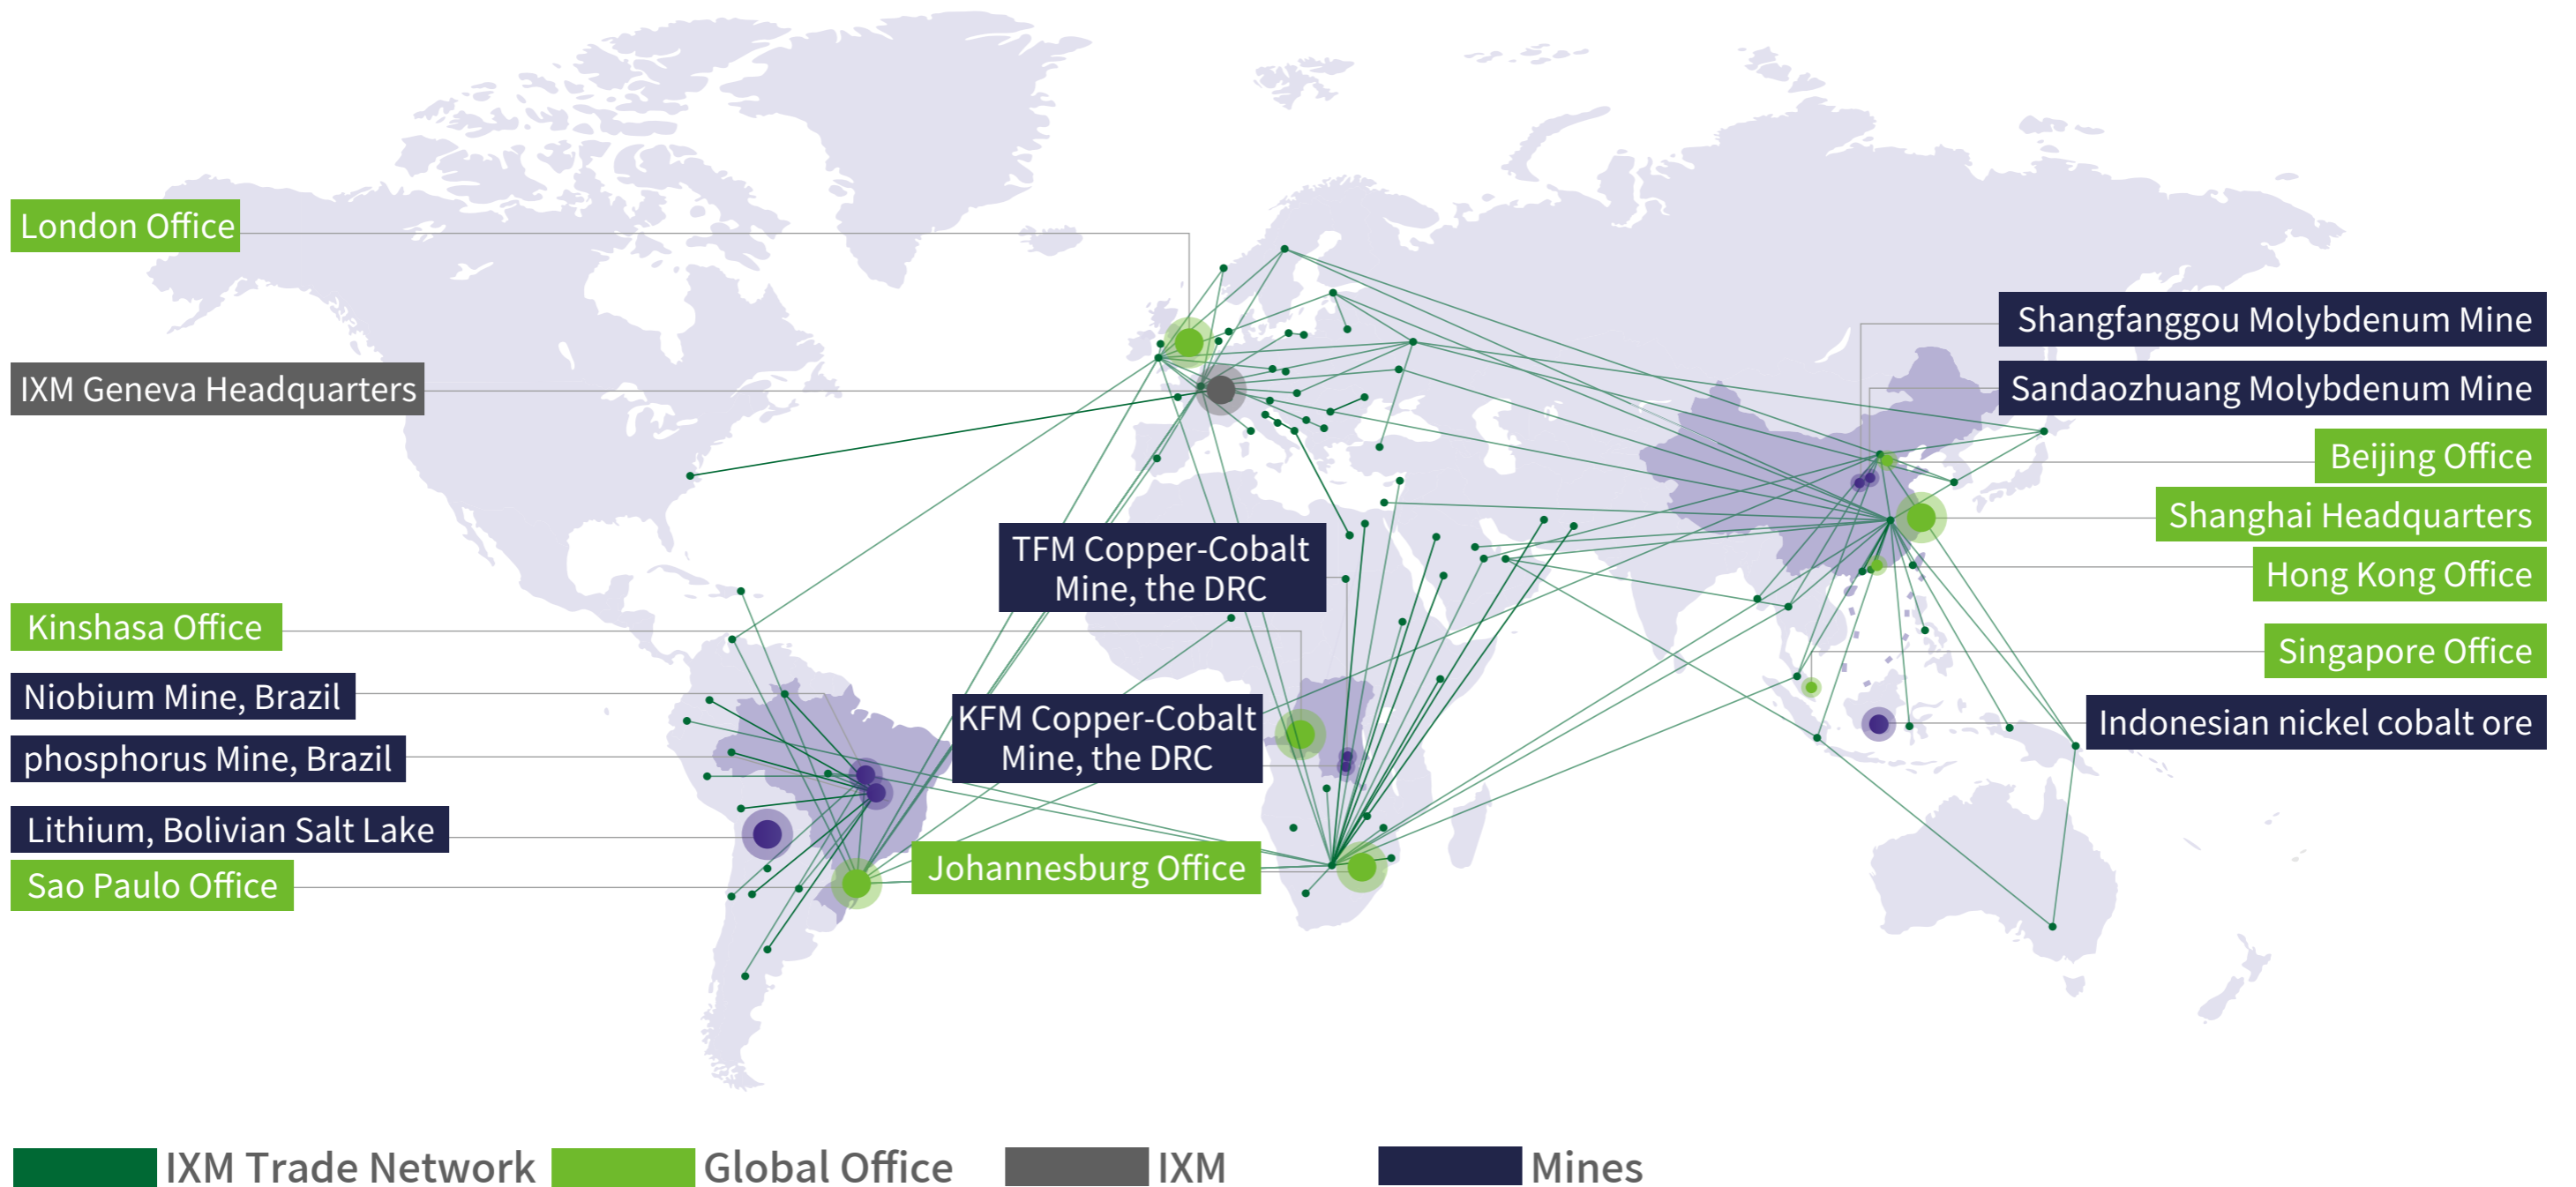 London Office
IXM Geneva Headquarters
Kinshasa Office
Niobium Mine, Brazil
phosphorus Mine, Brazil
Lithium, Bolivian Salt Lake
Sao Paulo Office
TFM Copper-Cobalt
Mine, the DRC
KFM Copper-Cobalt
Mine, the DRC
Johannesburg Office
Shangfanggou Molybdenum Mine
Sandaozhuang Molybdenum Mine
Beijing Office
Shanghai Headquarters
Hong Kong Office
Singapore Office
Indonesian nickel cobalt ore
IXM Trade Network
Global Office
IXM
Mines